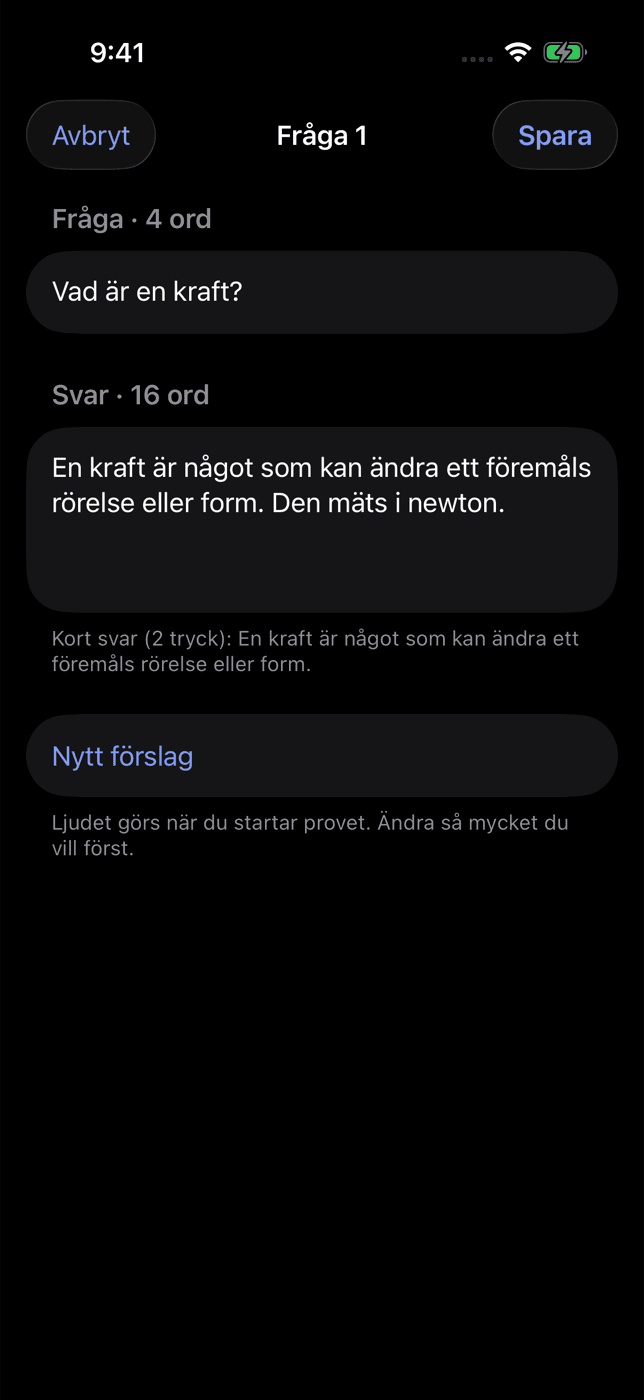 9:41
Avbryt
Fråga 1
Spara
Fråga · 4 ord
Vad är en kraft?
Svar · 16 ord
En kraft är något som kan ändra ett föremåls
rörelse eller form. Den mäts i newton.
Kort svar (2 tryck): En kraft är något som kan ändra ett
föremåls rörelse eller form.
Nytt förslag
Ljudet görs när du startar provet. Ändra så mycket du
vill först.